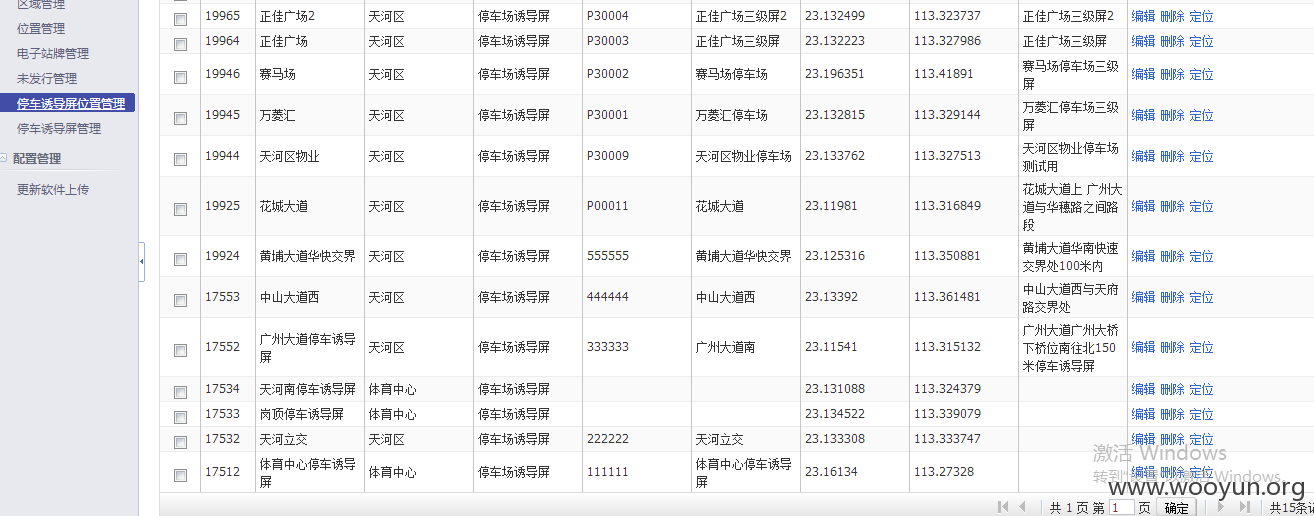 区域管理
位置管理
电子站牌管理
未发行管理
停车诱导屏位置管理
停车诱导屏管理
配置管理
更新软件上传
19965 正佳广场2 天河区 停车场诱导屏 P30004 正佳广场三级屏2 23.132499 113.323737 正佳广场三级屏2 编辑 删除 定位
19964 正佳广场 天河区 停车场诱导屏 P30003 正佳广场三级屏 23.132223 113.327986 正佳广场三级屏 编辑 删除 定位
19946 赛马场 天河区 停车场诱导屏 P30002 赛马场停车场 23.196351 113.41891 赛马场停车场三级
屏 编辑 删除 定位
19945 万菱汇 天河区 停车场诱导屏 P30001 万菱汇停车场 23.132815 113.329144 万菱汇停车场三级
屏 编辑 删除 定位
19944 天河区物业 天河区 停车场诱导屏 P30009 天河区物业停车场 23.133762 113.327513 天河区物业停车场
测试用 编辑 删除 定位
19925 花城大道 天河区 停车场诱导屏 P00011 花城大道 23.11981 113.316849 花城大道上 广州大
道与华穗路之间路
段 编辑 删除 定位
19924 黄埔大道华快交界 天河区 停车场诱导屏 555555 黄埔大道华快交界 23.125316 113.350881 黄埔大道华南快速
交界处100米内 编辑 删除 定位
17553 中山大道西 天河区 停车场诱导屏 444444 中山大道西 23.13392 113.361481 中山大道西与天府
路交界处 编辑 删除 定位
17552 广州大道停车诱导
屏 天河区 停车场诱导屏 333333 广州大道南 23.11541 113.315132 广州大道广州大桥
下桥位南往北150
米停车诱导屏 编辑 删除 定位
17534 天河南停车诱导屏 体育中心 停车场诱导屏 23.131088 113.324379 编辑 删除 定位
17533 岗顶停车诱导屏 体育中心 停车场诱导屏 23.134522 113.339079 编辑 删除 定位
17532 天河立交 天河区 停车场诱导屏 222222 天河立交 23.133308 113.333747 编辑 删除 定位
17512 体育中心停车诱导
屏 体育中心 停车场诱导屏 111111 体育中心停车诱导
屏 23.16134 113.27328 编辑 删除 定位
激活 Windows
www.wooyun.org
共 1 页 第 1 页 确定 共15条